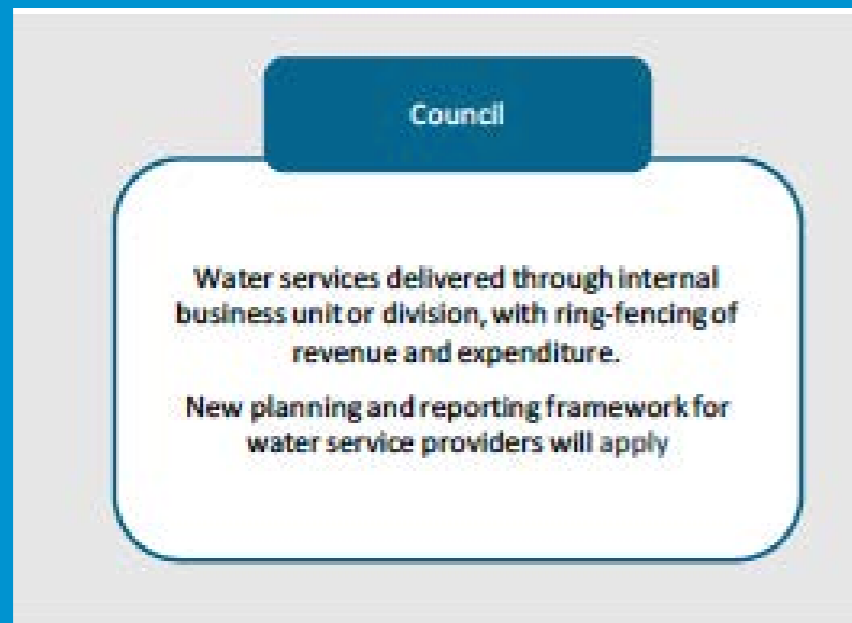 Council
Water services delivered through internal
business unit or division, with ring-fencing of
revenue and expenditure.
New planning and reporting framework for
water service providers will apply